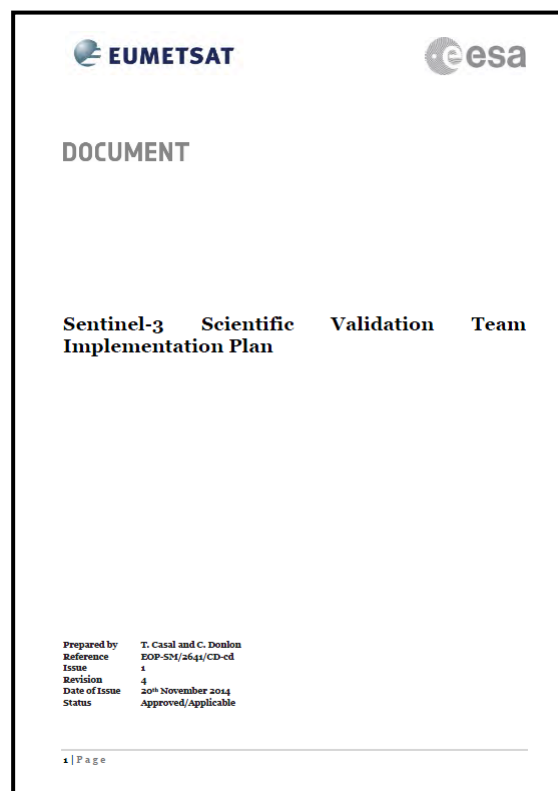 EUMETSAT
esa
DOCUMENT
Sentinel-3 Scientific Validation Team
Implementation Plan
Prepared by T. Casal and C. Donlon
Reference EOP-SM/2641/CD-cd
Issue 1
Revision 4
Date of Issue 20th November 2014
Status Approved/Applicable
1 | Page